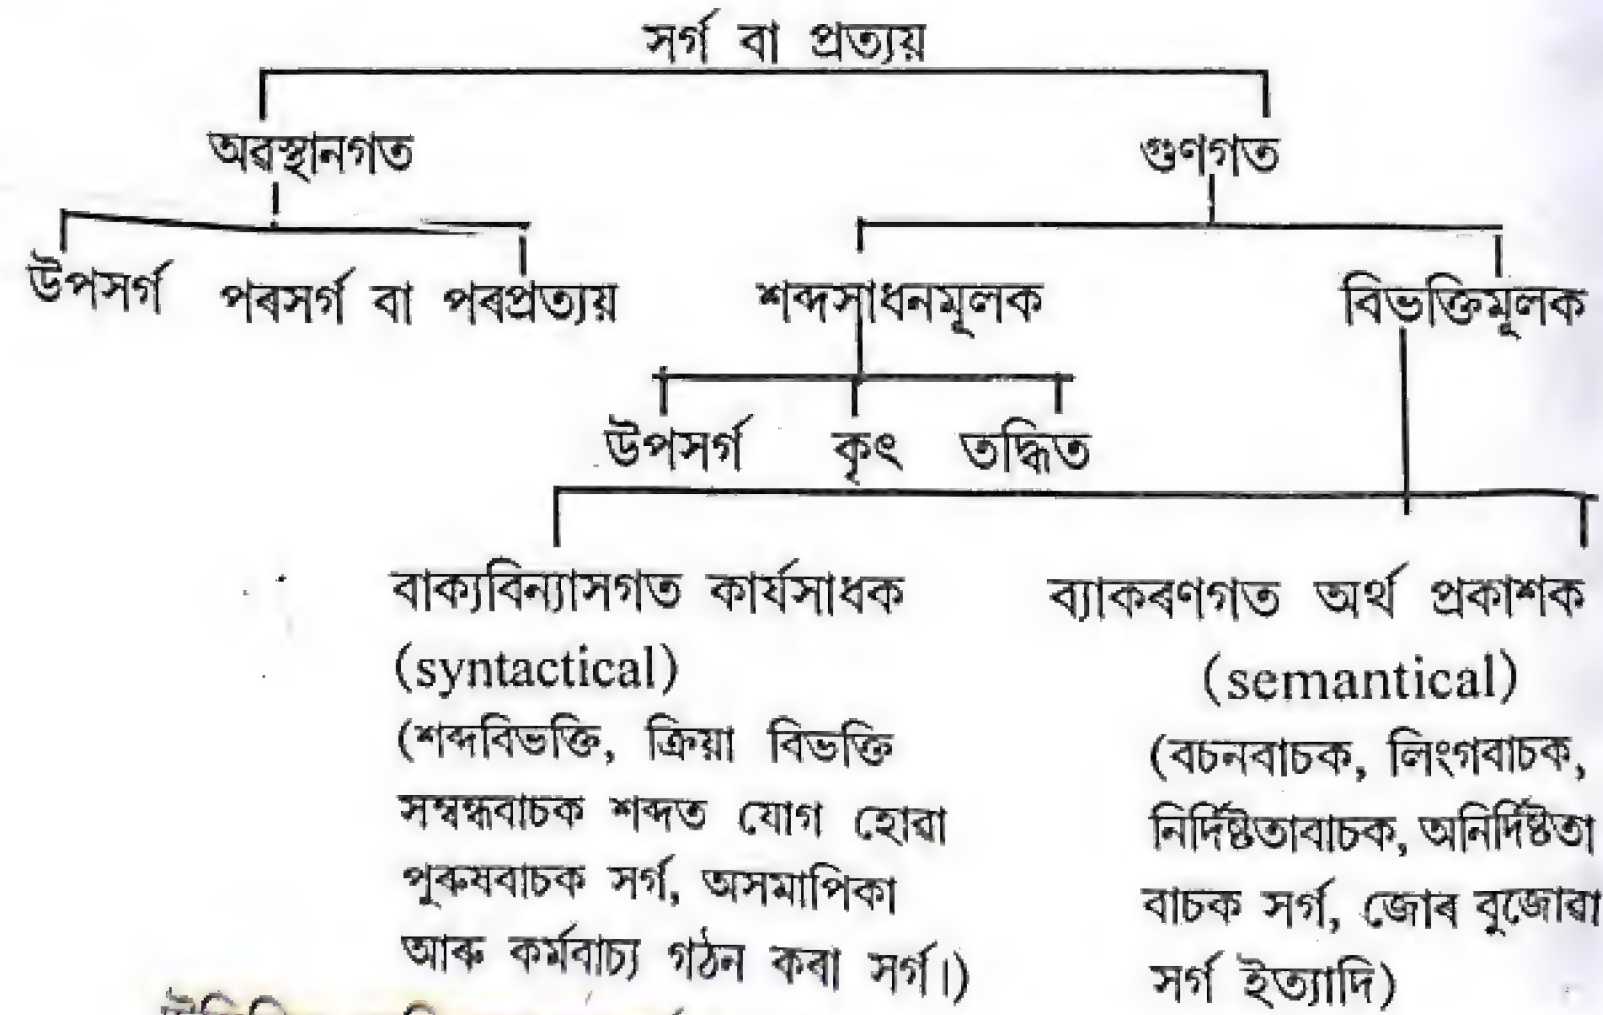 সৰ্গ বা প্ৰত্যয়
অৱস্থানগত গুণগত
উপসৰ্গ পৰসৰ্গ বা পৰপ্ৰত্যয় শব্দসাধনমূলক বিভক্তিমূলক
উপসৰ্গ কৃৎ তদ্ধিত
বাক্যবিন্যাসগত কাৰ্যসাধক
(syntactical)
(শব্দবিভক্তি, ক্ৰিয়া বিভক্তি
সম্বন্ধবাচক শব্দত যোগ হোৱা
পুৰুষবাচক সৰ্গ, অসমাপিকা
আৰু কৰ্মবাচ্য গঠন কৰা সৰ্গ।)
ব্যাকৰণগত অৰ্থ প্ৰকাশক
(semantical)
(বচনবাচক, লিংগবাচক,
নিৰ্দিষ্টতাবাচক, অনিৰ্দিষ্টতা
বাচক সৰ্গ, জোৰ বুজোৱা
সৰ্গ ইত্যাদি)